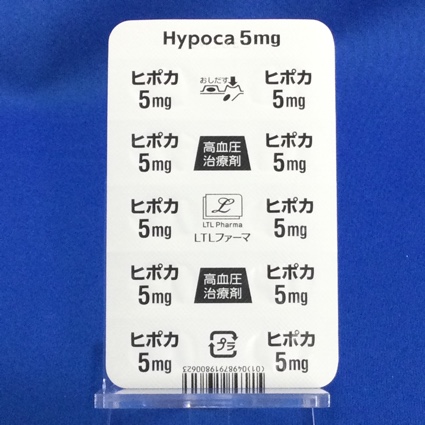 Hypoca 5mg
ヒポカ おしだす ヒポカ
5mg 5mg
ヒポカ 高血圧 ヒポカ
5mg 治療剤 5mg
ヒポカ L ヒポカ
5mg LTL Pharma 5mg
LTLファーマ
ヒポカ 高血圧 ヒポカ
5mg 治療剤 5mg
ヒポカ プラ ヒポカ
5mg 5mg
(01)04987919800623